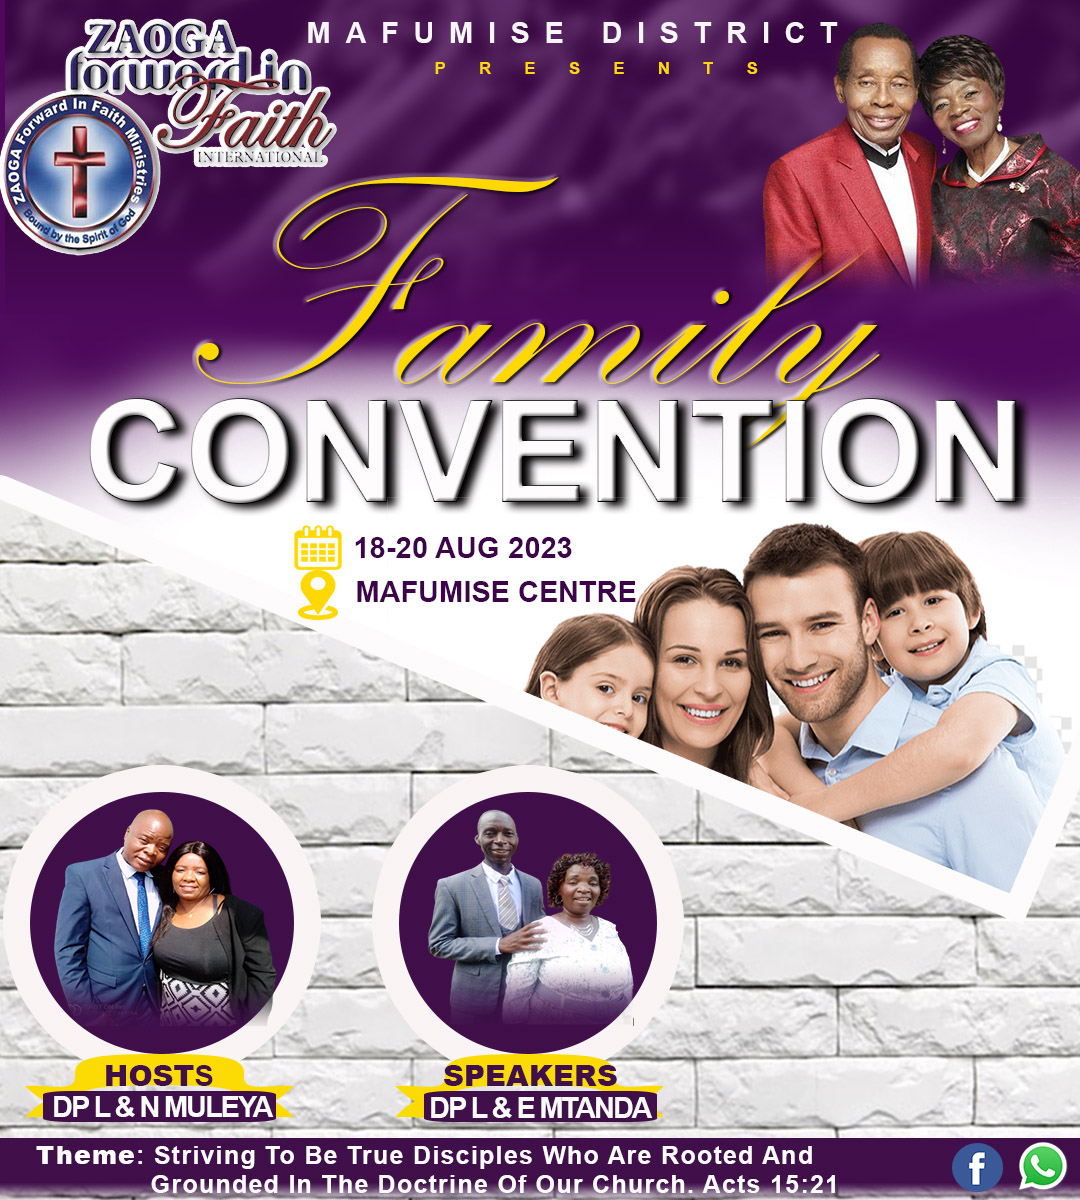 ZAOGA
forward in
Faith
INTERNATIONAL
ZAOGA Forward In Faith Ministries
Bound by the Spirit of God
MAFUMISE DISTRICT
PRESENTS
Family
CONVENTION
18-20 AUG 2023
MAFUMISE CENTRE
HOSTS
DP L & N MULEYA
SPEAKERS
DP L & E MTANDA
Theme: Striving To Be True Disciples Who Are Rooted And
Grounded In The Doctrine Of Our Church. Acts 15:21